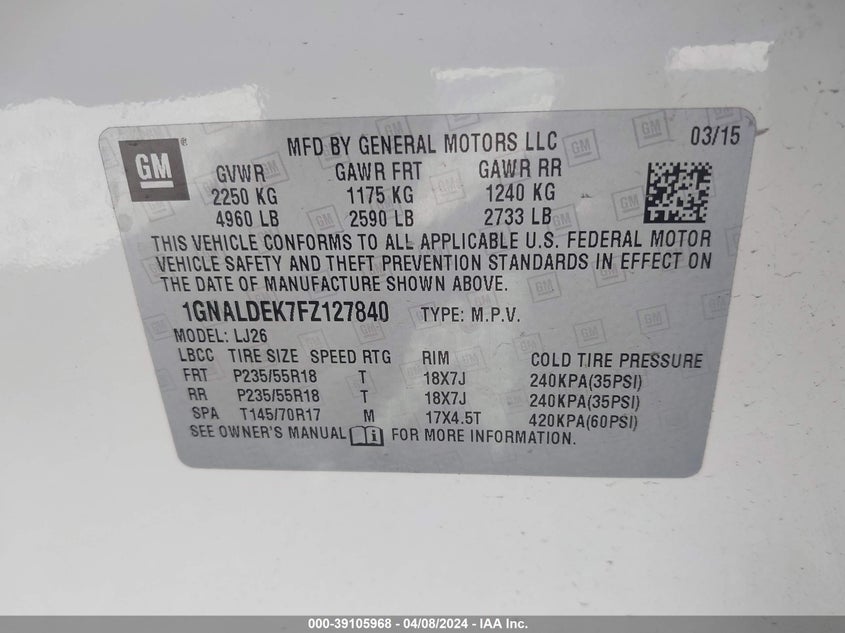 GM ®
MFD BY GENERAL MOTORS LLC 03/15
GVWR GAWR FRT GAWR RR
2250 KG 1175 KG 1240 KG
4960 LB 2590 LB 2733 LB
THIS VEHICLE CONFORMS TO ALL APPLICABLE U.S. FEDERAL MOTOR
VEHICLE SAFETY AND THEFT PREVENTION STANDARDS IN EFFECT ON
THE DATE OF MANUFACTURE SHOWN ABOVE.
1GNALDEK7FZ127840 TYPE: M.P.V.
MODEL: LJ26
LBCC TIRE SIZE SPEED RTG RIM COLD TIRE PRESSURE
FRT P235/55R18 T 18X7J 240KPA(35PSI)
RR P235/55R18 T 18X7J 240KPA(35PSI)
SPA T145/70R17 M 17X4.5T 420KPA(60PSI)
SEE OWNER'S MANUAL FOR MORE INFORMATION.
000-39105968 - 04/08/2024 - IAA Inc.